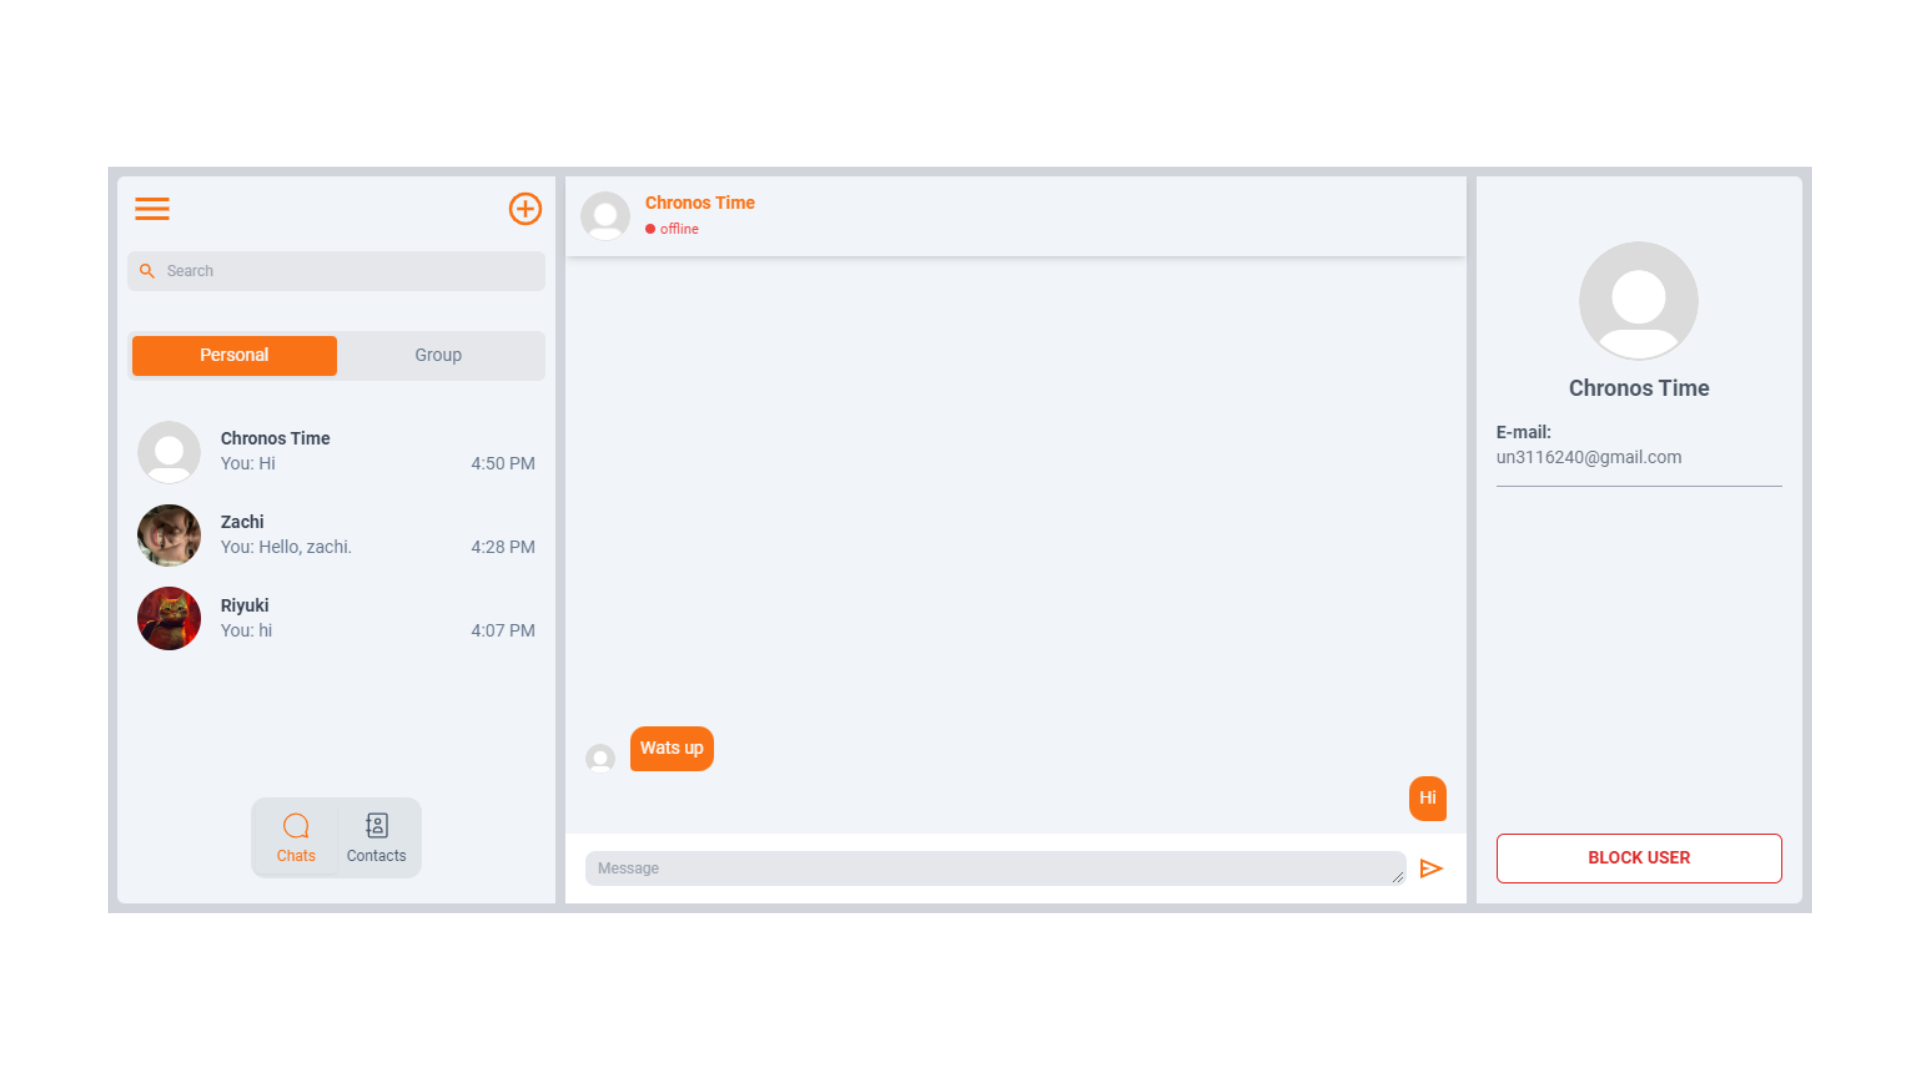 Search
Personal
Group
Chronos Time
You: Hi
4:50 PM
Zachi
You: Hello, zachi.
4:28 PM
Riyuki
You: hi
4:07 PM
Chats
Contacts
Chronos Time
offline
Wats up
Hi
Message
Chronos Time
E-mail:
un3116240@gmail.com
BLOCK USER